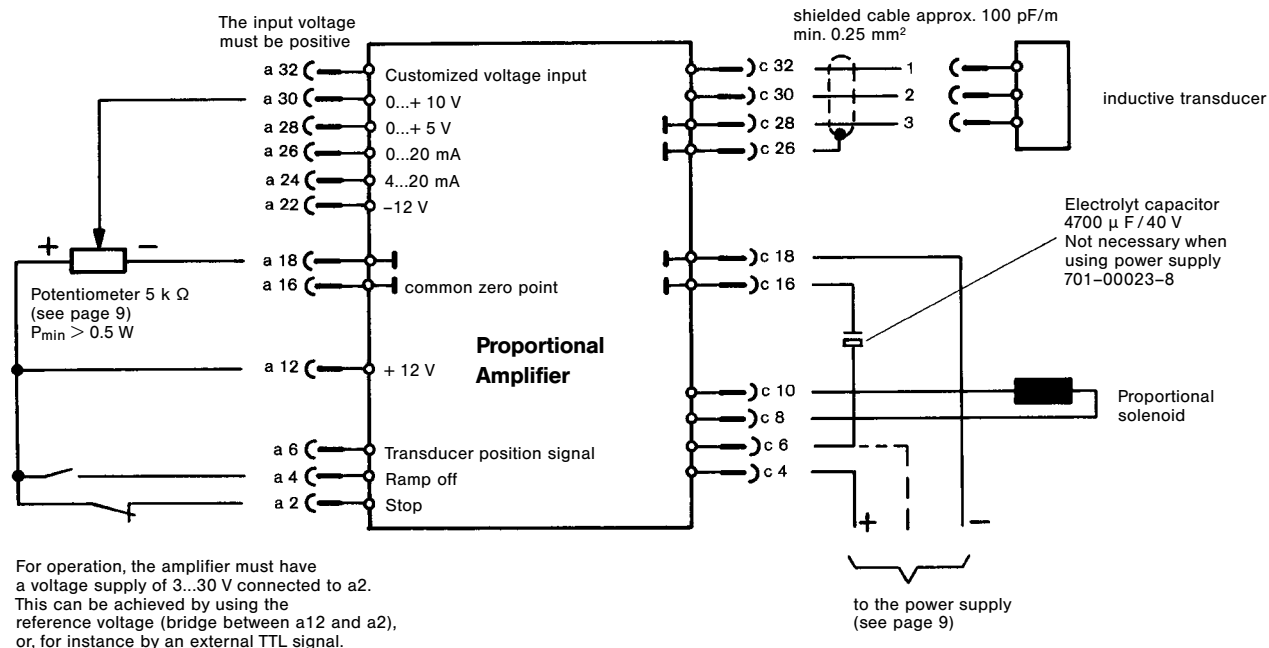 The input voltage
must be positive
a 32
Customized voltage input
a 30
0...+ 10 V
a 28
0...+ 5 V
a 26
0...20 mA
a 24
4...20 mA
a 22
–12 V
+
–
a 18
a 16
common zero point
Potentiometer 5 k Ω
(see page 9)
Pmin > 0.5 W
a 12
+ 12 V
Proportional
Amplifier
a 6
Transducer position signal
a 4
Ramp off
a 2
Stop
For operation, the amplifier must have
a voltage supply of 3...30 V connected to a2.
This can be achieved by using the
reference voltage (bridge between a12 and a2),
or, for instance by an external TTL signal.
shielded cable approx. 100 pF/m
min. 0.25 mm²
c 32
1
c 30
2
c 28
3
c 26
inductive transducer
Electrolyt capacitor
4700 μ F / 40 V
Not necessary when
using power supply
701–00023–8
c 18
c 16
c 10
c 8
c 6
c 4
Proportional
solenoid
+
–
to the power supply
(see page 9)